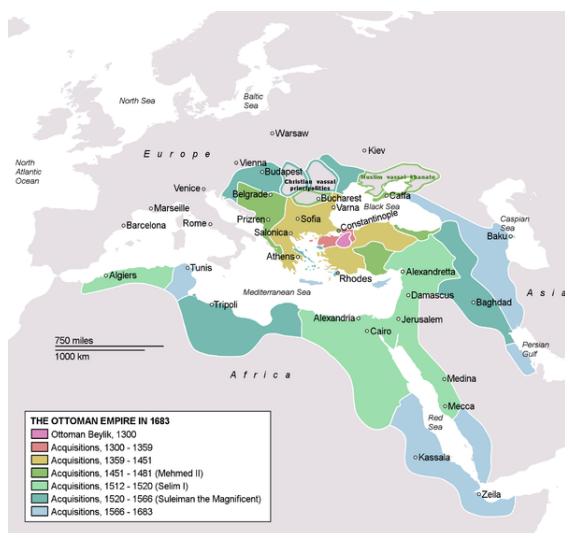 North Sea
Baltic
Sea
Warsaw
Kiev
Europe
North
Atlantic
Ocean
Vienna
Budapest
Christian vassal
principalities
Muslim vassal khanate
Venice
Belgrade
Bucharest
Caffa
Varna
Black Sea
Marseille
Prizren
Sofia
Constantinople
Caspian
Sea
Barcelona
Rome
Salonica
Baku
Athens
Algiers
Tunis
Rhodes
Alexandretta
Asia
Mediterranean Sea
Damascus
Baghdad
Tripoli
Alexandria
Jerusalem
Cairo
750 miles
1000 km
Persian
Gulf
Africa
Medina
Mecca
Red
Sea
Kassala
Zeila
THE OTTOMAN EMPIRE IN 1683
Ottoman Beylik, 1300
Acquisitions, 1300 - 1359
Acquisitions, 1359 - 1451
Acquisitions, 1451 - 1481 (Mehmed II)
Acquisitions, 1512 - 1520 (Selim I)
Acquisitions, 1520 - 1566 (Suleiman the Magnificent)
Acquisitions, 1566 - 1683